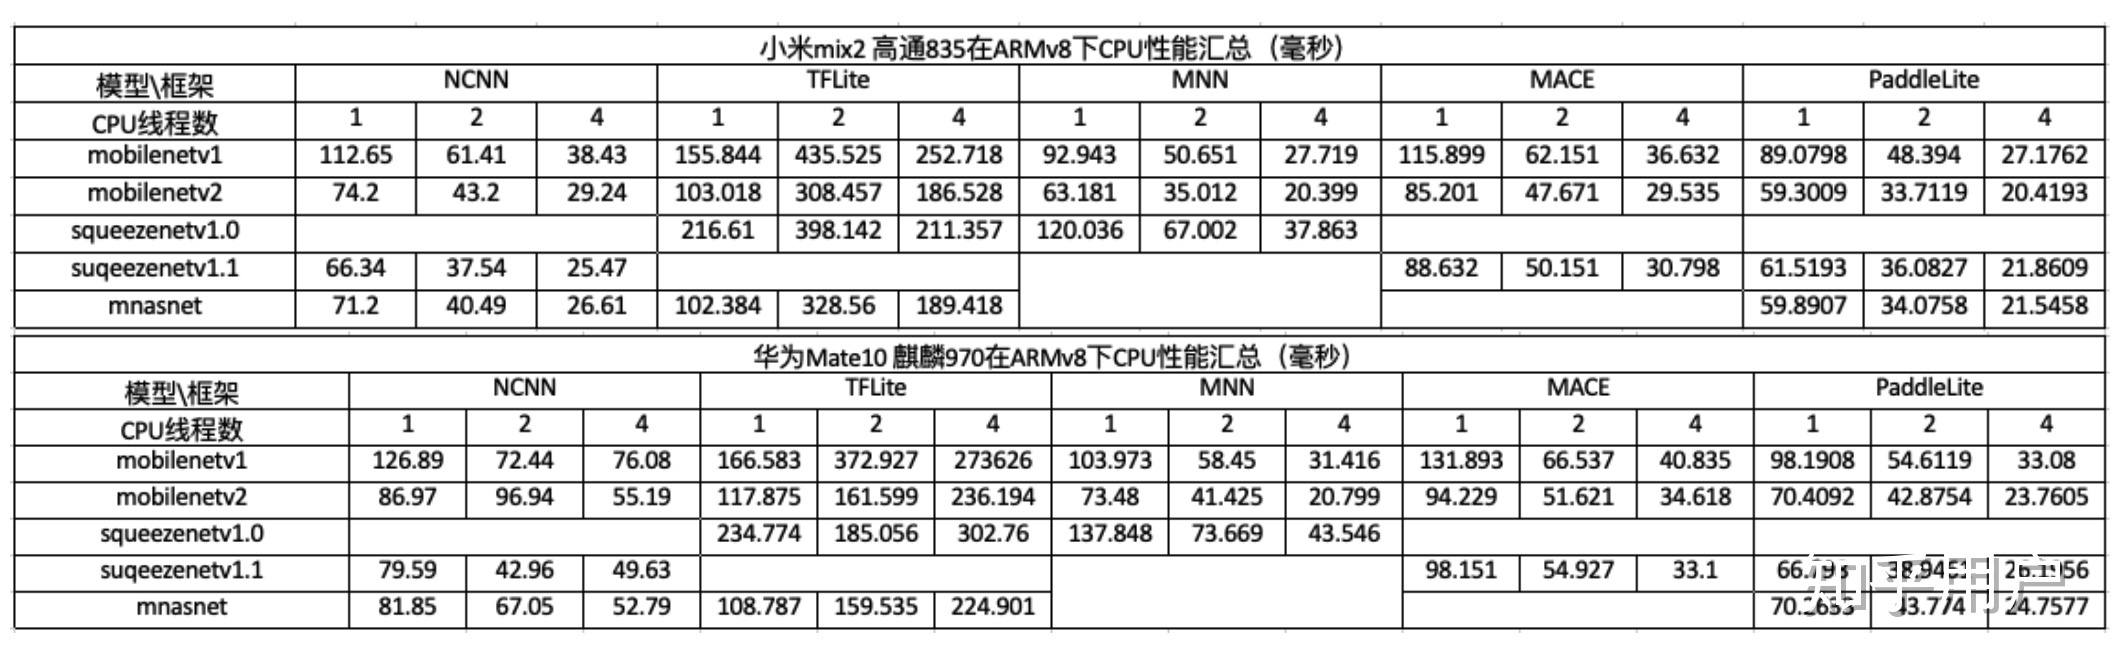 小米mix2 高通835在ARMv8下CPU性能汇总（毫秒）
模型\框架 NCNN TFLite MNN MACE PaddleLite
CPU线程数 1 2 4 1 2 4 1 2 4 1 2 4 1 2 4
mobilenetv1 112.65 61.41 38.43 155.844 435.525 252.718 92.943 50.651 27.719 115.899 62.151 36.632 89.0798 48.394 27.1762
mobilenetv2 74.2 43.2 29.24 103.018 308.457 186.528 63.181 35.012 20.399 85.201 47.671 29.535 59.3009 33.7119 20.4193
squeezenetv1.0 216.61 398.142 211.357 120.036 67.002 37.863
suqeezenetv1.1 66.34 37.54 25.47 88.632 50.151 30.798 61.5193 36.0827 21.8609
mnasnet 71.2 40.49 26.61 102.384 328.56 189.418 59.8907 34.0758 21.5458
华为Mate10 麒麟970在ARMv8下CPU性能汇总（毫秒）
模型\框架 NCNN TFLite MNN MACE PaddleLite
CPU线程数 1 2 4 1 2 4 1 2 4 1 2 4 1 2 4
mobilenetv1 126.89 72.44 76.08 166.583 372.927 273626 103.973 58.45 31.416 131.893 66.537 40.835 98.1908 54.6119 33.08
mobilenetv2 86.97 96.94 55.19 117.875 161.599 236.194 73.48 41.425 20.799 94.229 51.621 34.618 70.4092 42.8754 23.7605
squeezenetv1.0 234.774 185.056 302.76 137.848 73.669 43.546
suqeezenetv1.1 79.59 42.96 49.63 98.151 54.927 33.1
mnasnet 81.85 67.05 52.79 108.787 159.535 224.901 24.7577
知乎用户